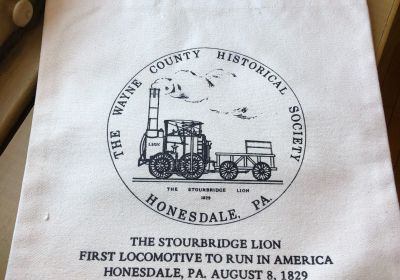 THE WAYNE COUNTY HISTORICAL SOCIETY
LION
THE STOURBRIDGE LION
1829
HONESDALE, PA.
THE STOURBRIDGE LION
FIRST LOCOMOTIVE TO RUN IN AMERICA
HONESDALE, PA. AUGUST 8, 1829